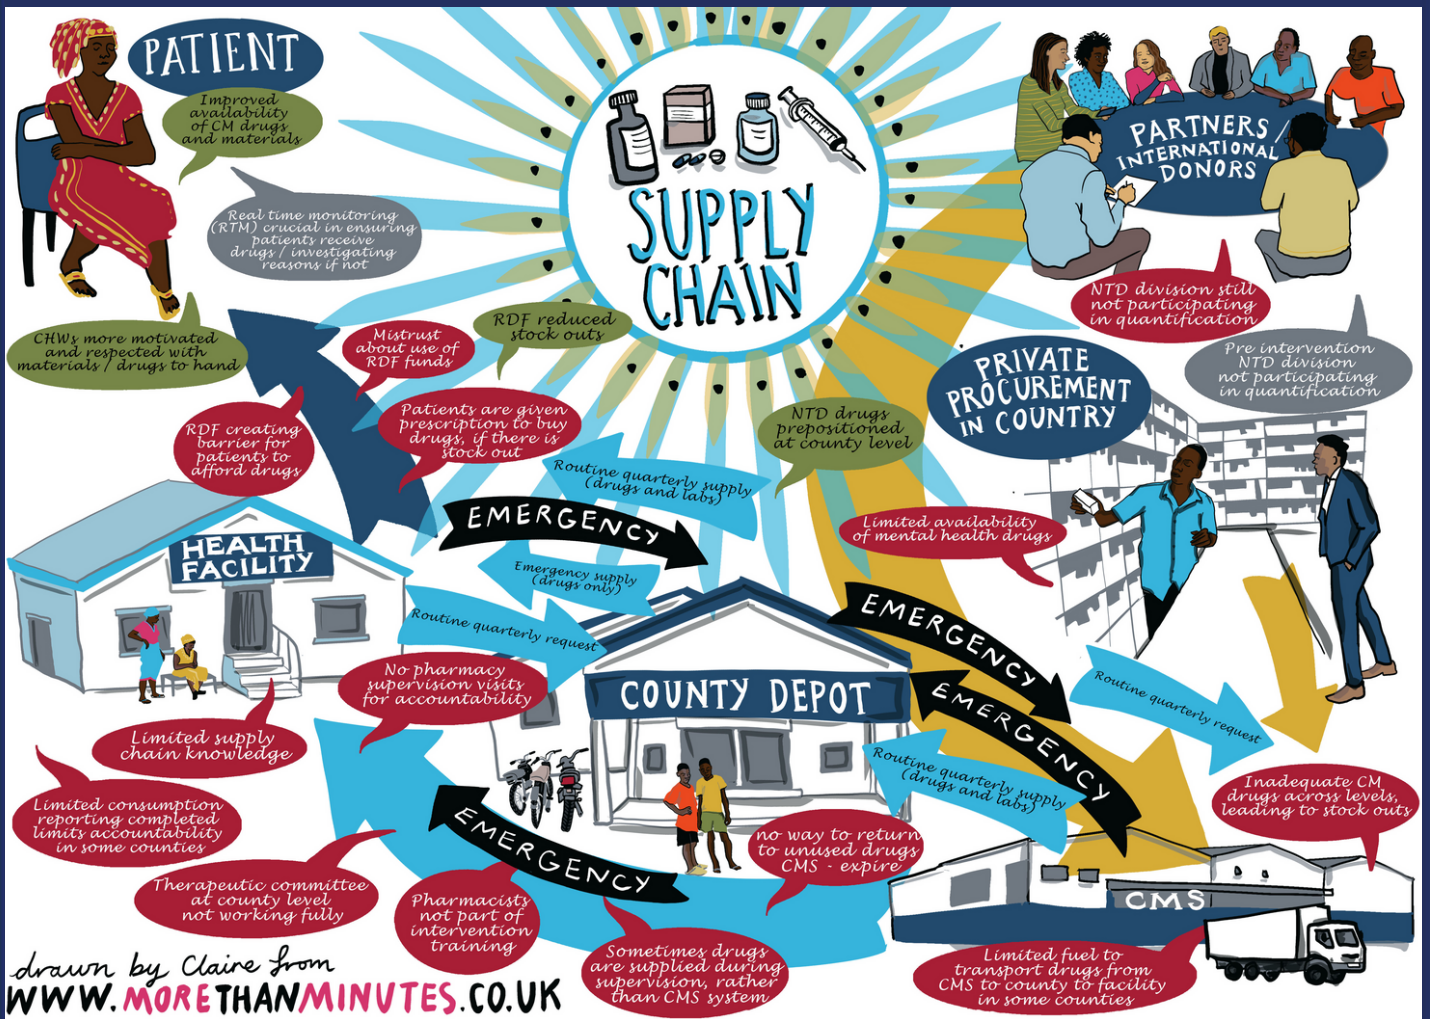 PATIENT
Improved
availability
of CM drugs
and materials
Real time monitoring
(RTM) crucial in ensuring
patients receive
drugs / investigating
reasons if not
CHWs more motivated
and respected with
materials / drugs to hand
SUPPLY
CHAIN
PARTNERS /
INTERNATIONAL
DONORS
NTD division still
not participating
in quantification
Pre intervention
NTD division
not participating
in quantification
PRIVATE
PROCUREMENT
IN COUNTRY
Mistrust
about use of
RDF funds
RDF reduced
stock outs
RDF creating
barrier for
patients to
afford drugs
Patients are given
prescription to buy
drugs, if there is
stock out
NTD drugs
prepositioned
at county level
Routine quarterly supply
(drugs and labs)
EMERGENCY
Emergency supply
(drugs only)
Routine quarterly request
Limited availability
of mental health drugs
HEALTH
FACILITY
COUNTY DEPOT
EMERGENCY
EMERGENCY
Routine quarterly request
Routine quarterly supply
(drugs and labs)
No pharmacy
supervision visits
for accountability
Limited supply
chain knowledge
Limited consumption
reporting completed
limits accountability
in some counties
Therapeutic committee
at county level
not working fully
EMERGENCY
Pharmacists
not part of
intervention
training
no way to return
to unused drugs
CMS - expire
Sometimes drugs
are supplied during
supervision, rather
than CMS system
Inadequate CM
drugs across levels,
leading to stock outs
CMS
Limited fuel to
transport drugs from
CMS to county to facility
in some counties
drawn by Claire from
WWW.MORETHANMINUTES.CO.UK